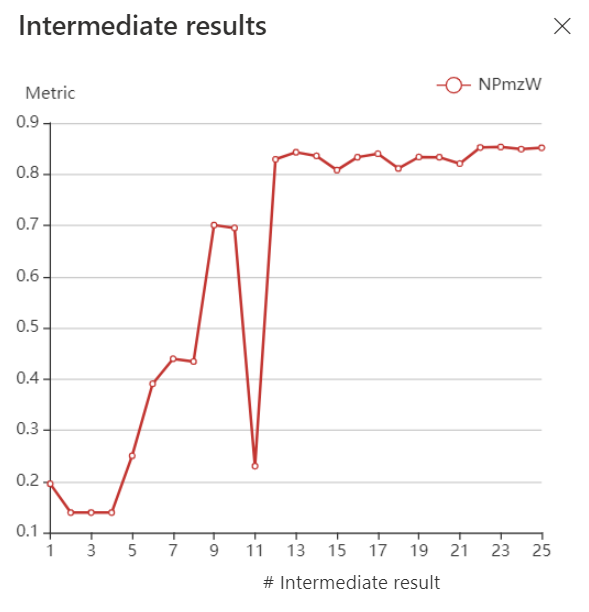 Intermediate results
NPmzW
Metric
0.9
0.8
0.7
0.6
0.5
0.4
0.3
0.2
0.1
1 3 5 7 9 11 13 15 17 19 21 23 25
# Intermediate result